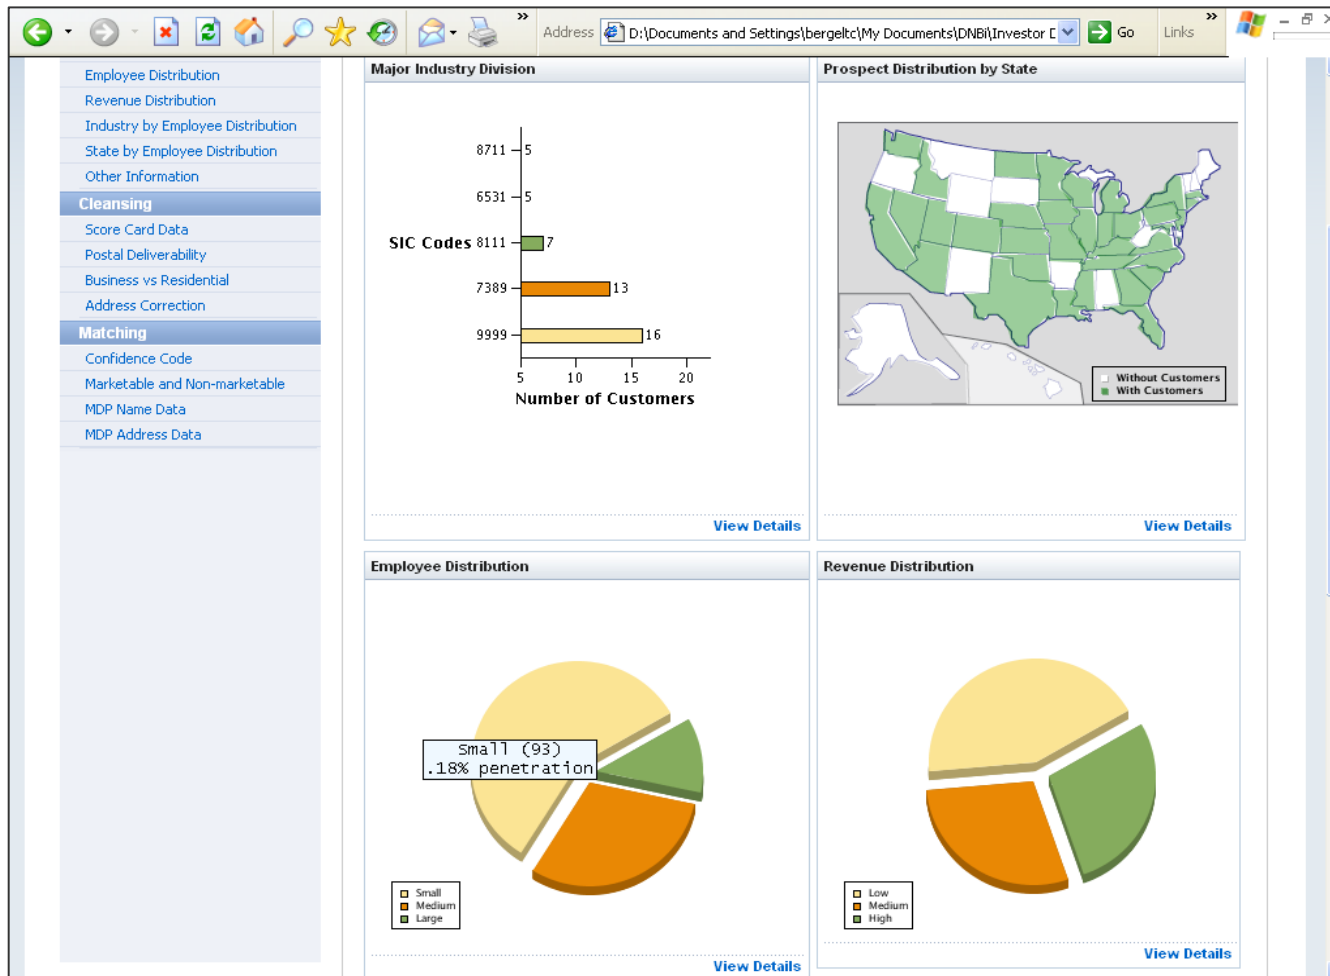 »
Address
D:\Documents and Settings\bergeltc\My Documents\DNBi\Investor D
Go
Links
»
Employee Distribution
Revenue Distribution
Industry by Employee Distribution
State by Employee Distribution
Other Information
Cleansing
Score Card Data
Postal Deliverability
Business vs Residential
Address Correction
Matching
Confidence Code
Marketable and Non-marketable
MDP Name Data
MDP Address Data
Major Industry Division
8711
5
6531
5
SIC Codes
8111
7
7389
13
9999
16
5 10 15 20
Number of Customers
View Details
Prospect Distribution by State
Without Customers
With Customers
View Details
Employee Distribution
Small (93)
.18% penetration
Small
Medium
Large
View Details
Revenue Distribution
Low
Medium
High
View Details